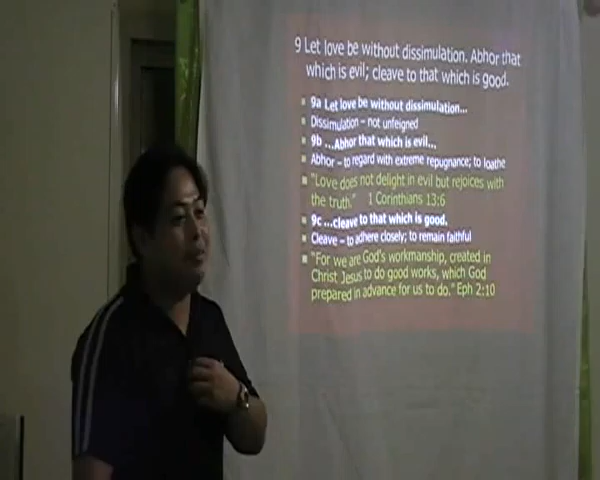 9 Let love be without dissimulation. Abhor that
which is evil; cleave to that which is good.
9a Let love be without dissimulation...
Dissimulation – not unfeigned
9b ...Abhor that which is evil...
Abhor – to regard with extreme repugnance; to loathe
"Love does not delight in evil but rejoices with
the truth." 1 Corinthians 13:6
9c ...cleave to that which is good.
Cleave – to adhere closely; to remain faithful
"For we are God's workmanship, created in
Christ Jesus to do good works, which God
prepared in advance for us to do." Eph 2:10